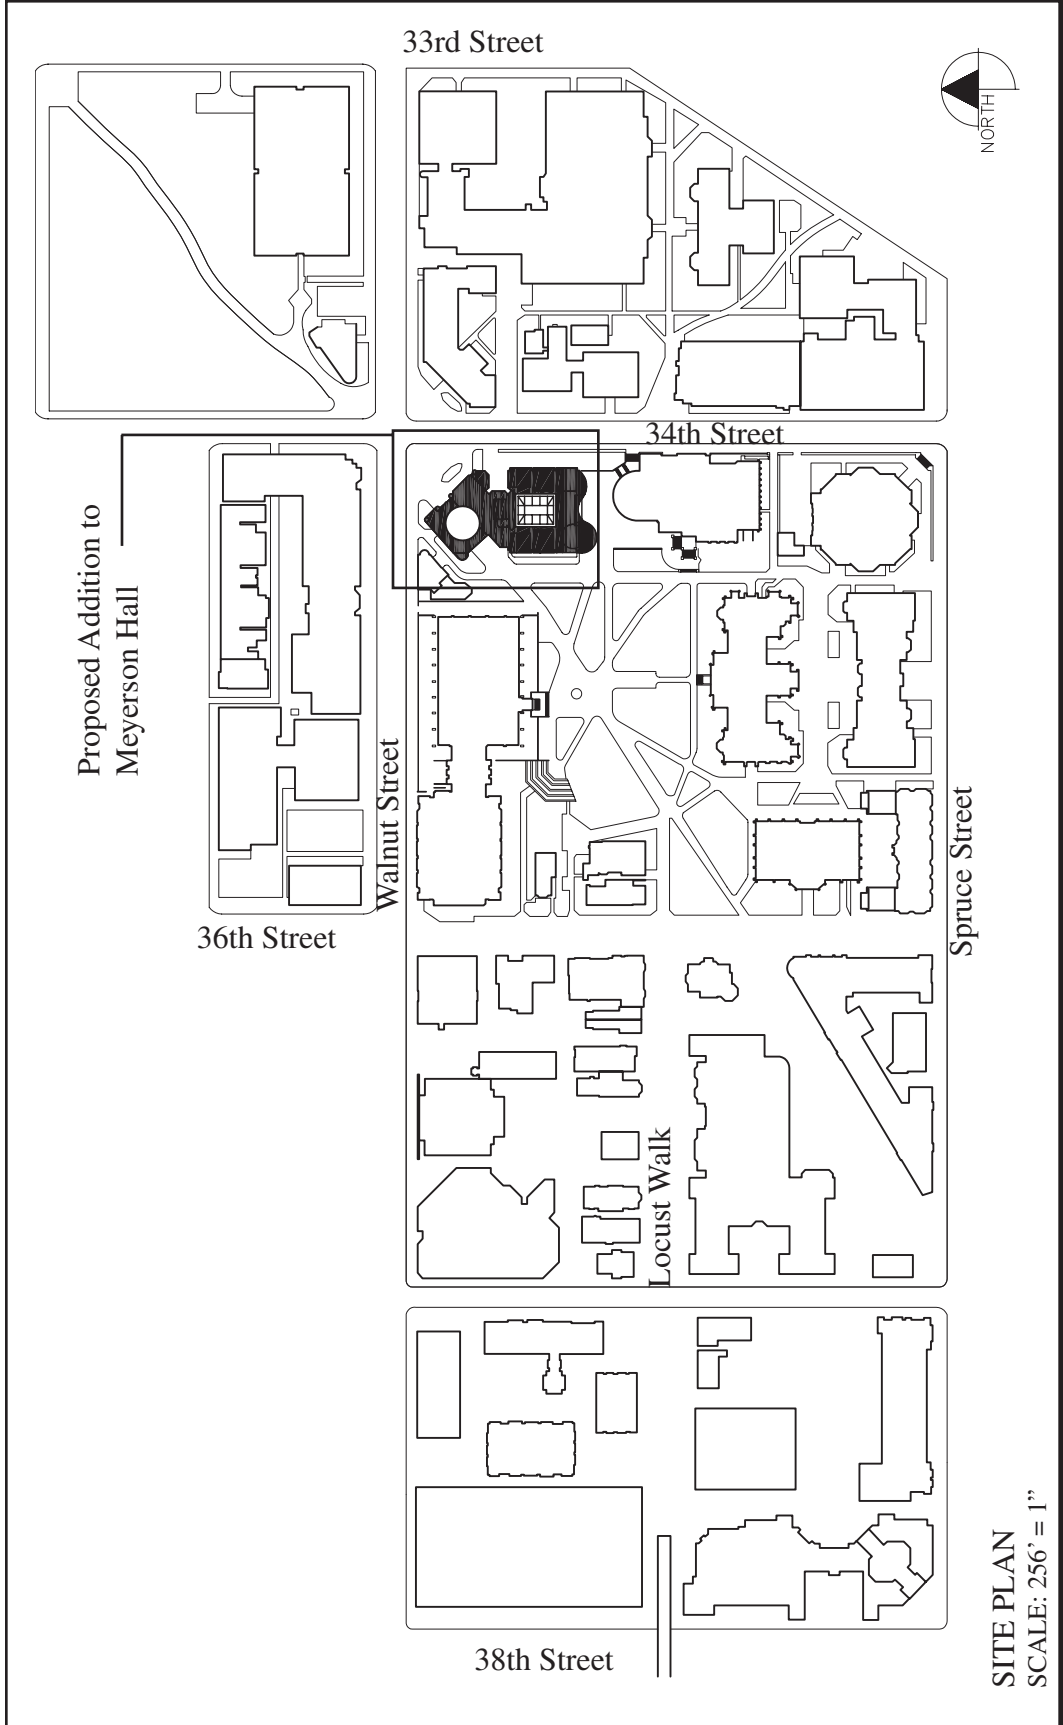 33rd Street
NORTH
34th Street
Proposed Addition to
Meyerson Hall
Walnut Street
36th Street
Spruce Street
Locust Walk
38th Street
SITE PLAN
SCALE: 256' = 1”